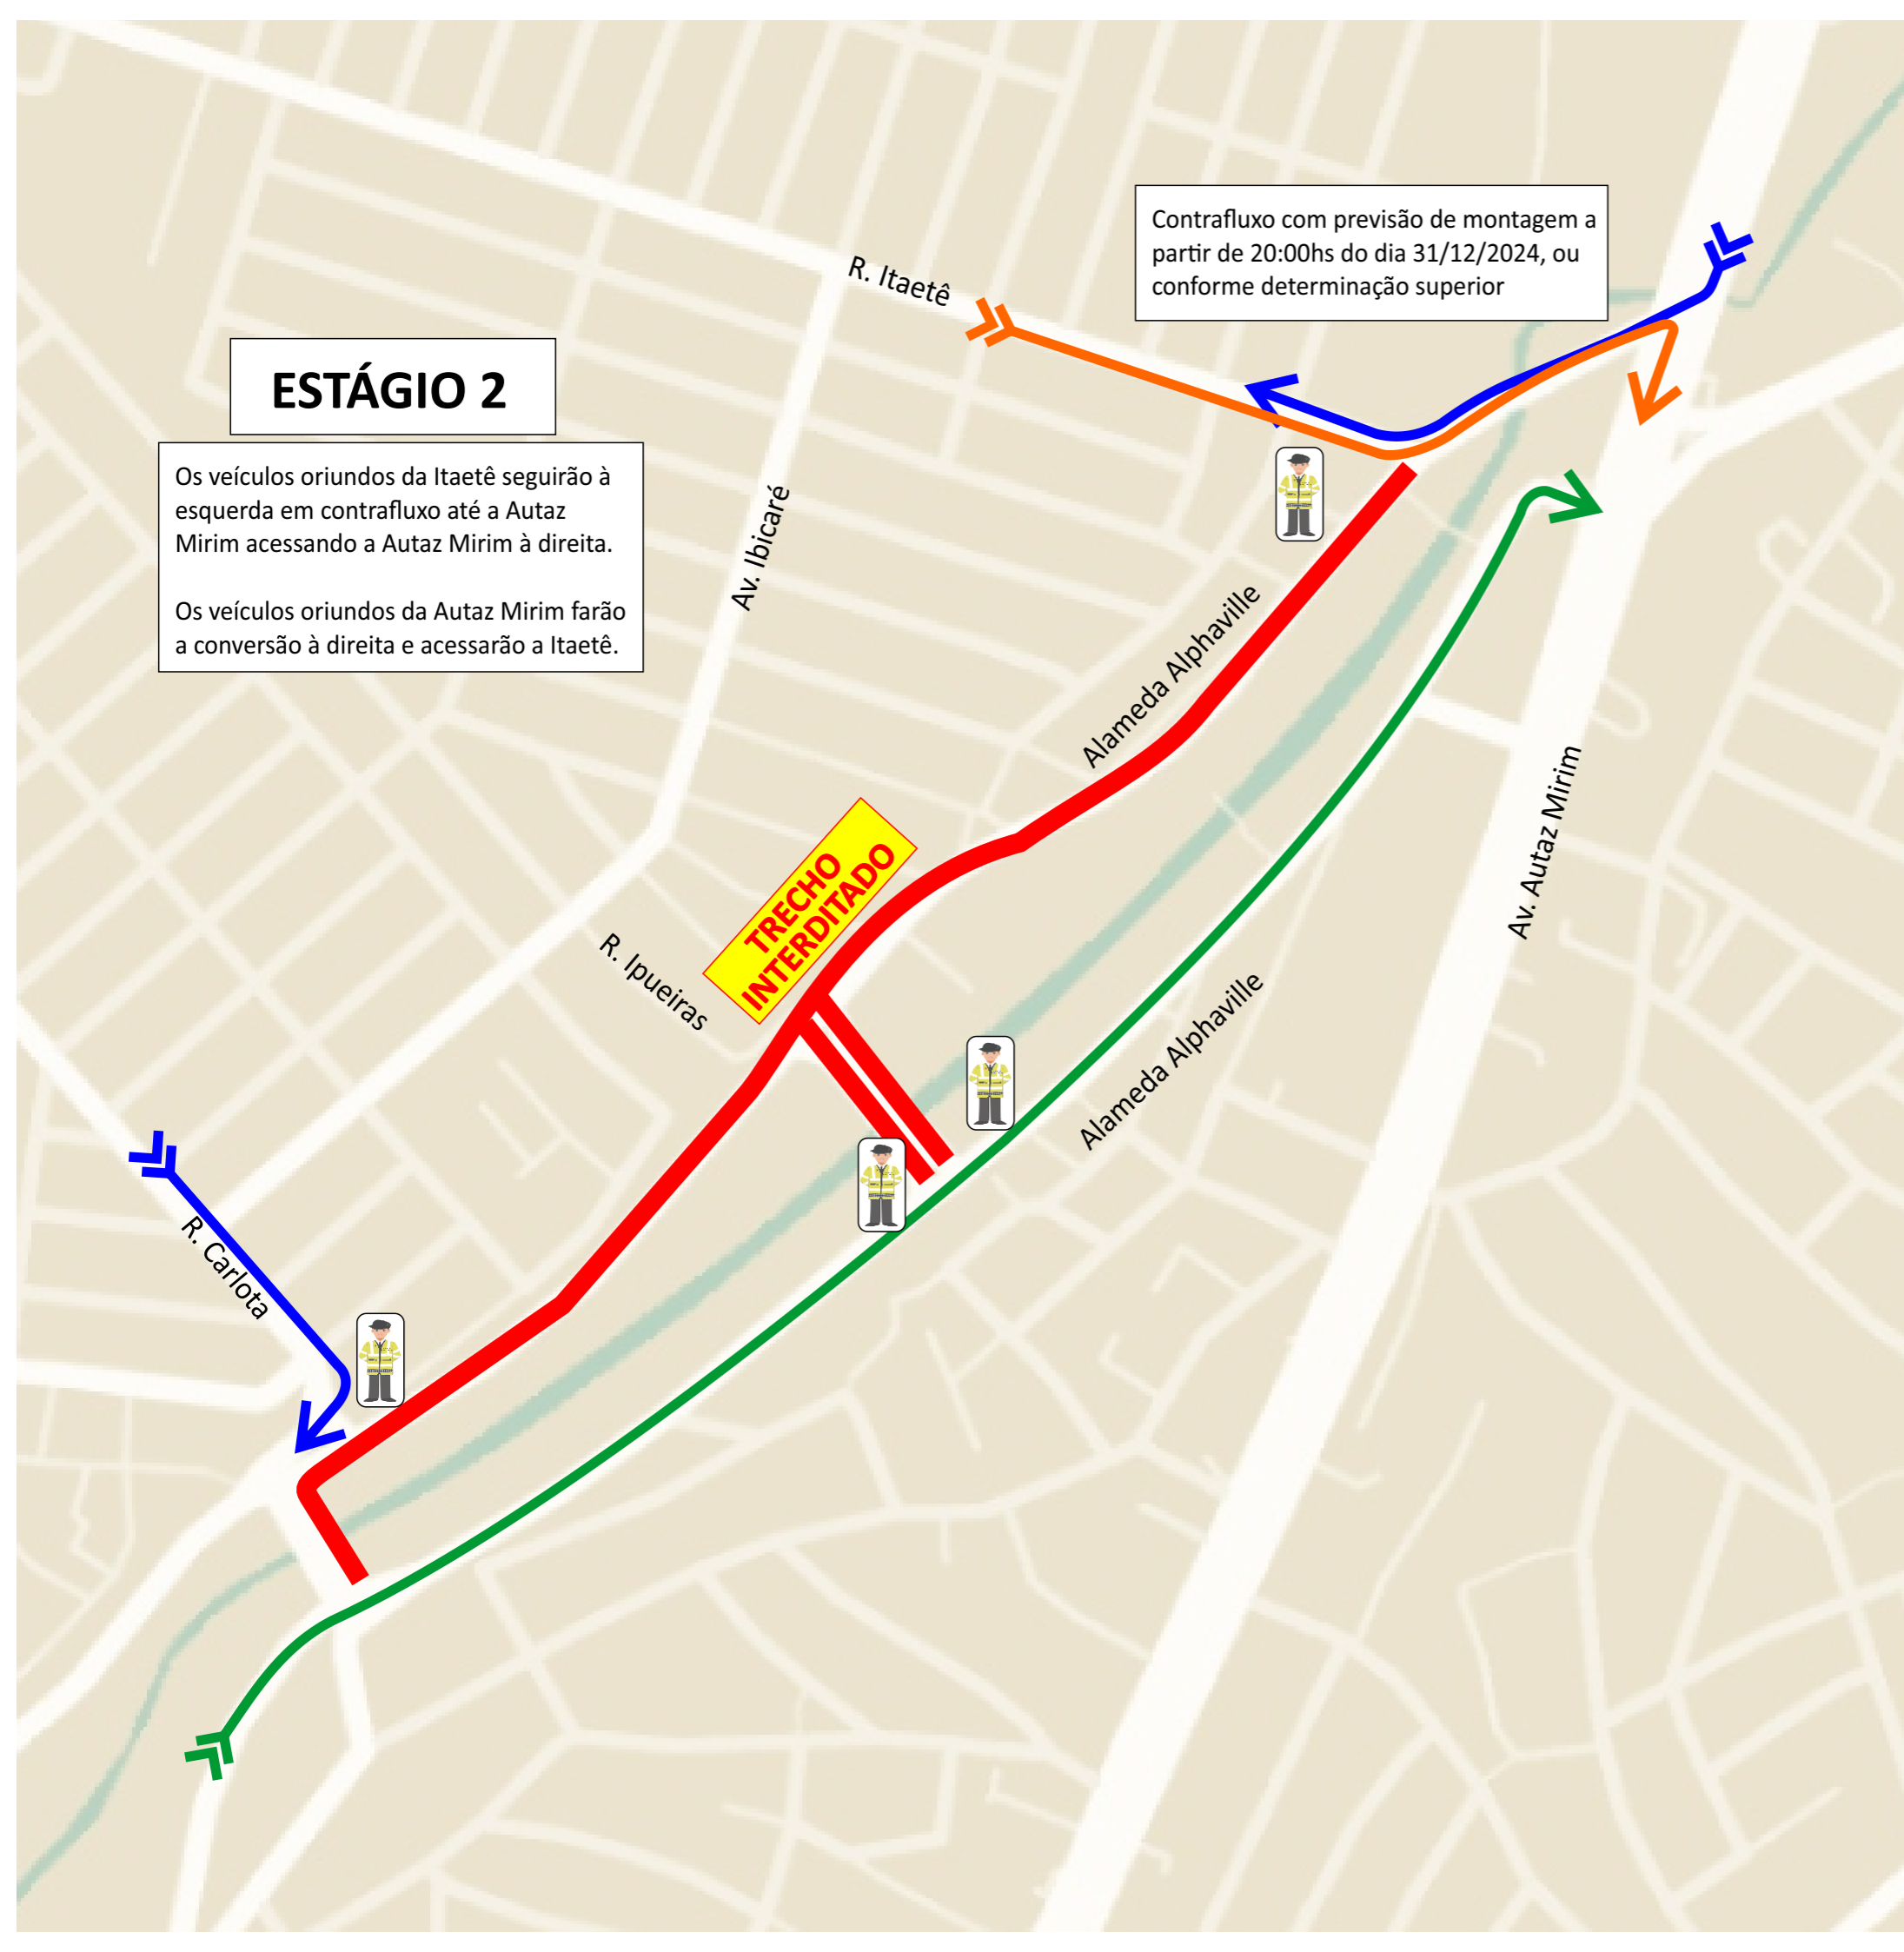 Contrafluxo com previsão de montagem a
partir de 20:00hs do dia 31/12/2024, ou
conforme determinação superior
R. Itaetê
ESTÁGIO 2
Os veículos oriundos da Itaetê seguirão à
esquerda em contrafluxo até a Autaz
Mirim acessando a Autaz Mirim à direita.
Os veículos oriundos da Autaz Mirim farão
a conversão à direita e acessarão a Itaetê.
Av. Ibicaré
Alameda Alphaville
Av. Autaz Mirim
TRECHO
INTERDITADO
R. Ipueiras
Alameda Alphaville
R. Carlota